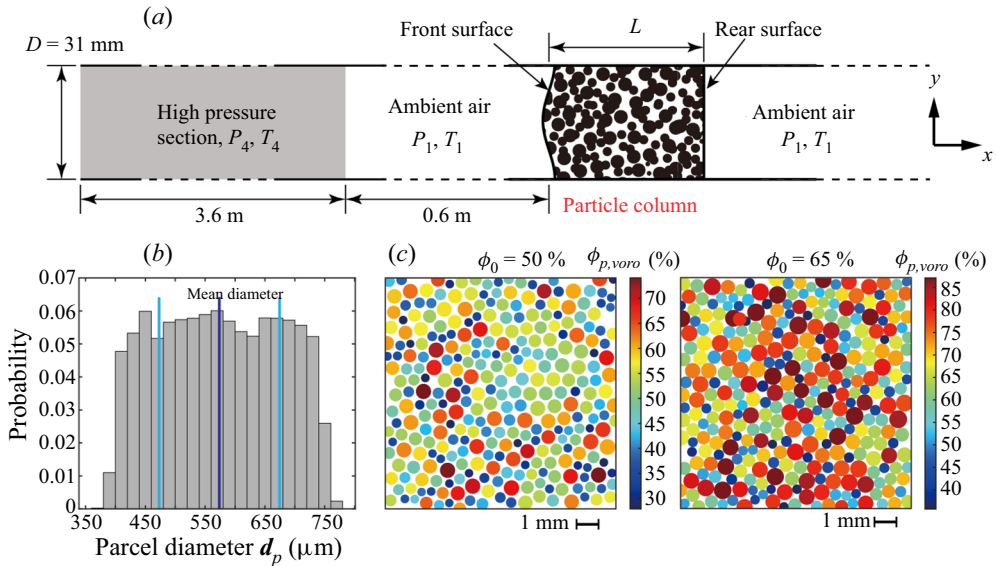 (a)
Front surface
L
Rear surface
D = 31 mm
High pressure
section, P4, T4
Ambient air
P1, T1
Ambient air
P1, T1
y
x
3.6 m
0.6 m
Particle column
(b)
Mean diameter
Probability
0.07
0.06
0.05
0.04
0.03
0.02
0.01
0
350
450
550
650
750
Parcel diameter dp (μm)
(c)
ϕ0 = 50 %
ϕp,voro (%)
70
65
60
55
50
45
40
35
30
1 mm
ϕ0 = 65 %
ϕp,voro (%)
85
80
75
70
65
60
55
50
45
40
1 mm